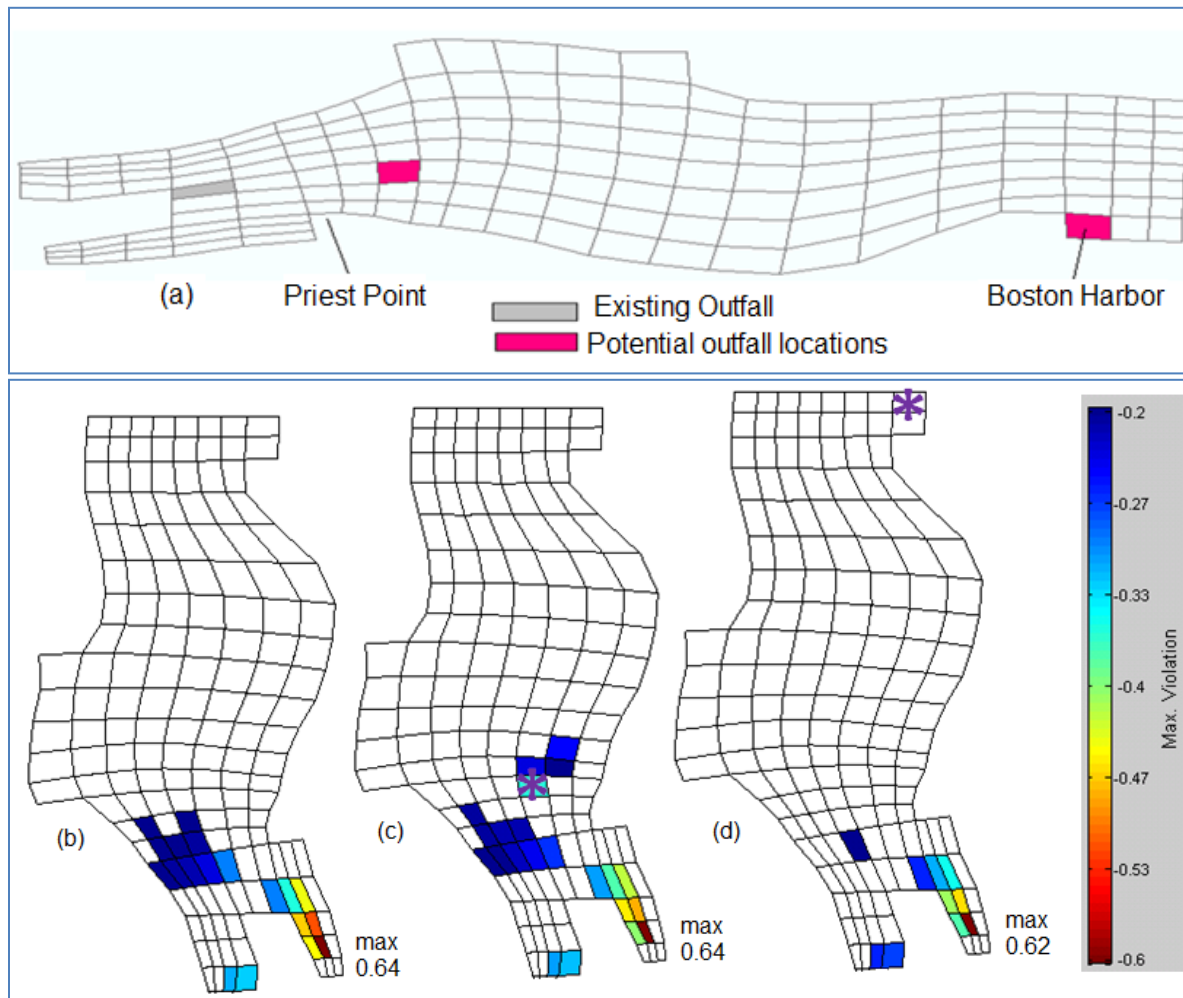 (a)
Priest Point
Boston Harbor
Existing Outfall
Potential outfall locations
(b)
(c)
(d)
max
0.64
max
0.64
max
0.62
-0.2
-0.27
-0.33
-0.4
-0.47
-0.53
-0.6
Max. Violation